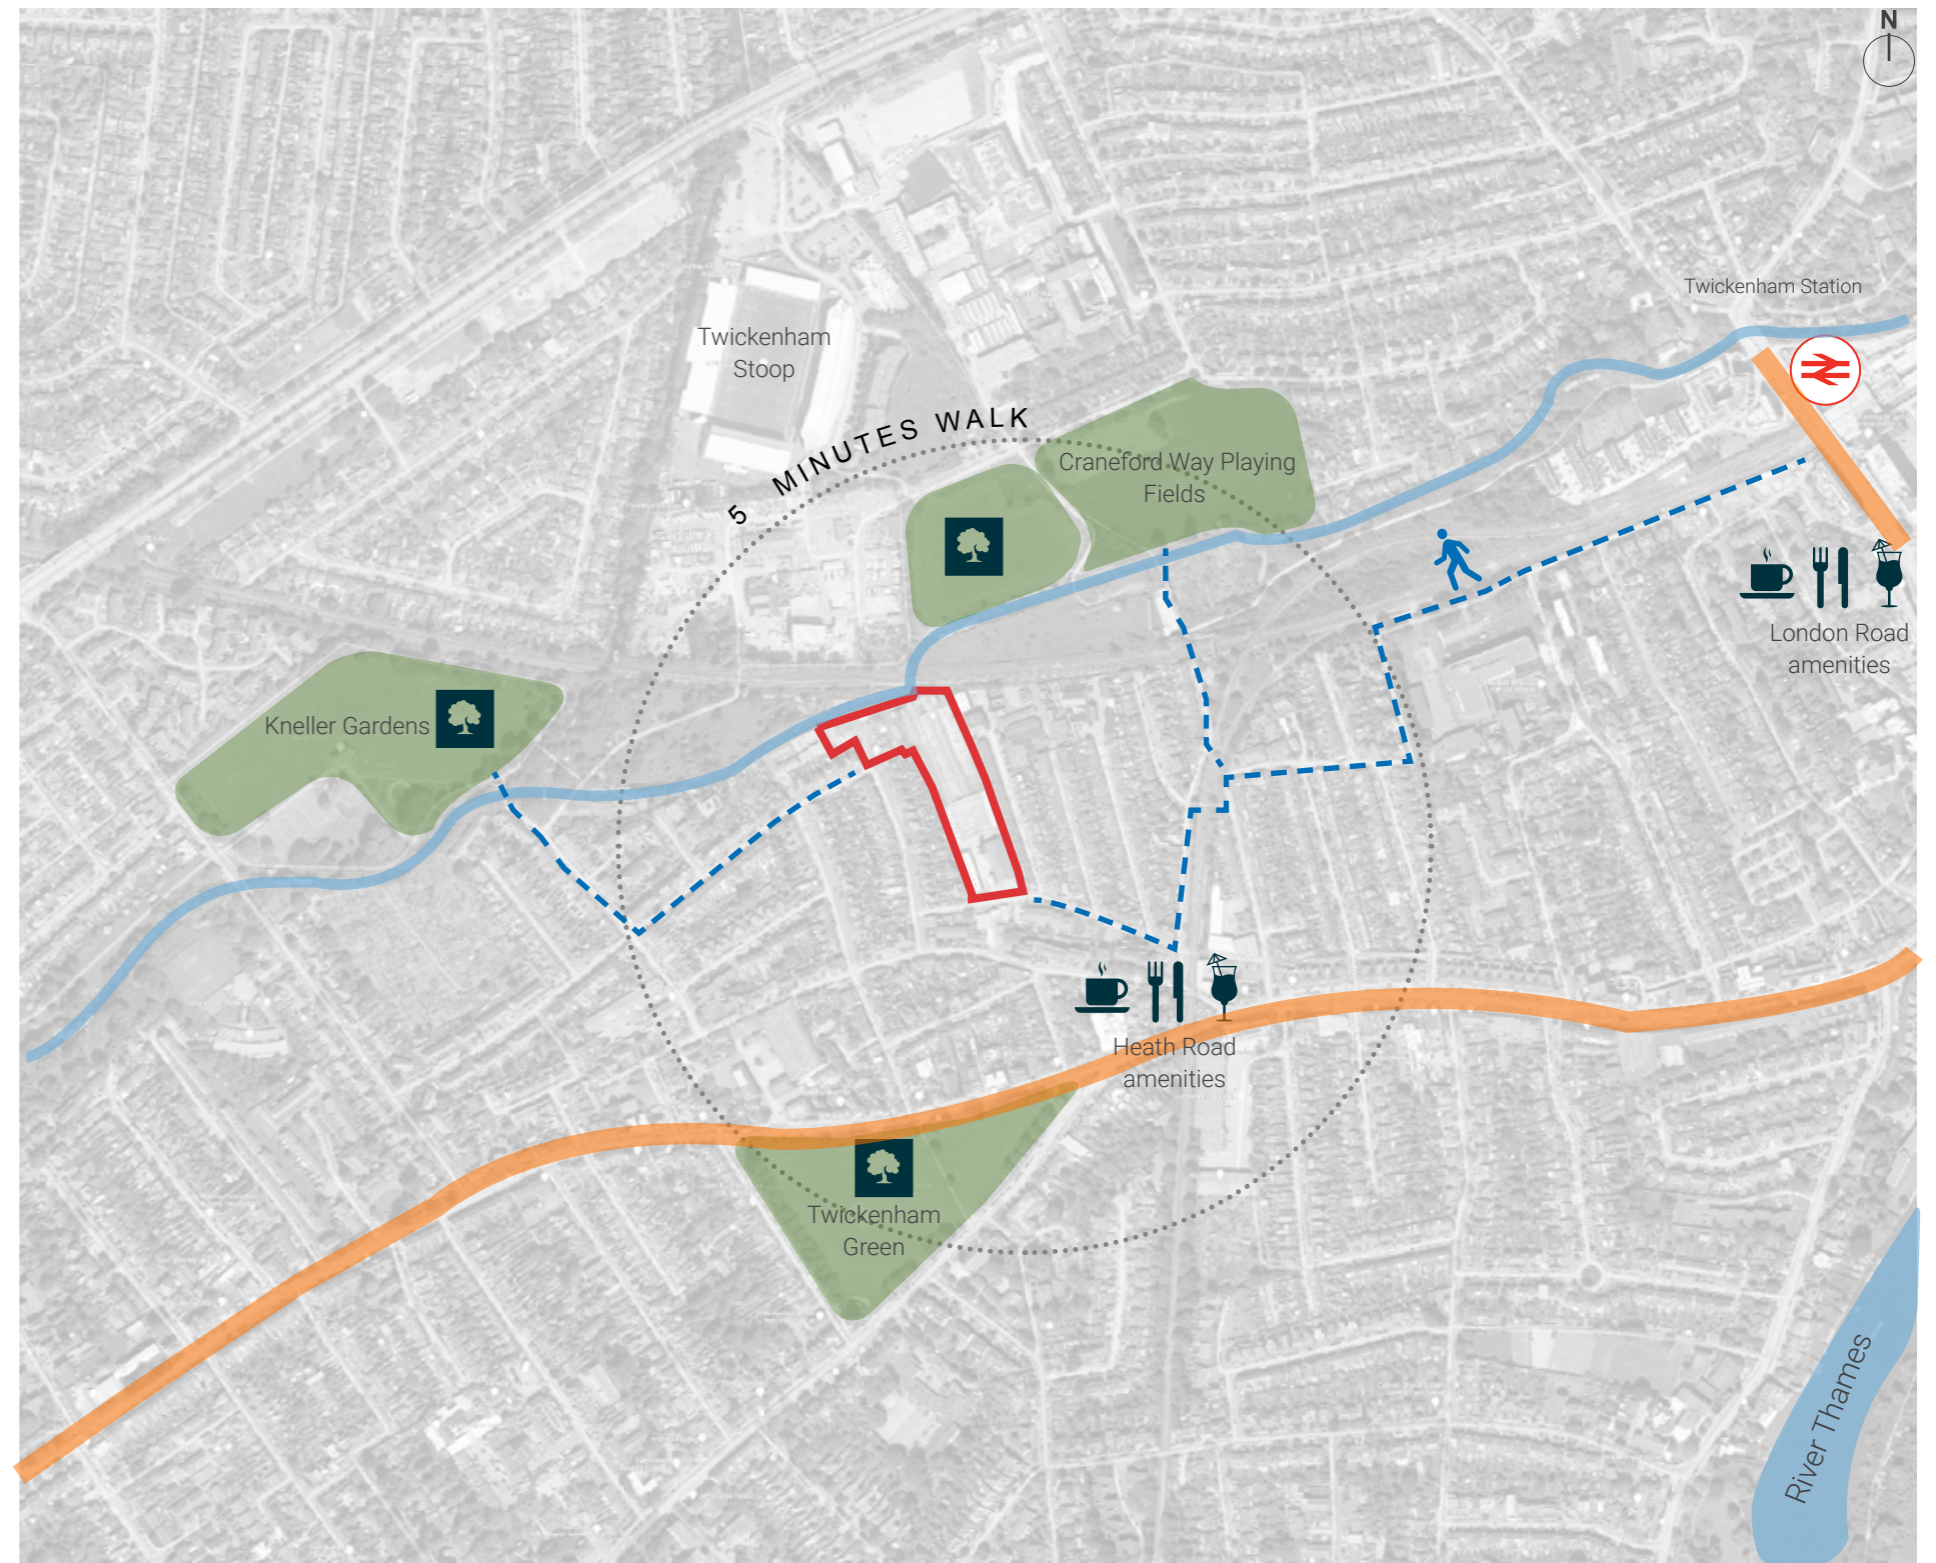 N
Twickenham Station
Twickenham
Stoop
5 MINUTES WALK
Craneford Way Playing
Fields
London Road
amenities
Kneller Gardens
Heath Road
amenities
Twickenham
Green
River Thames